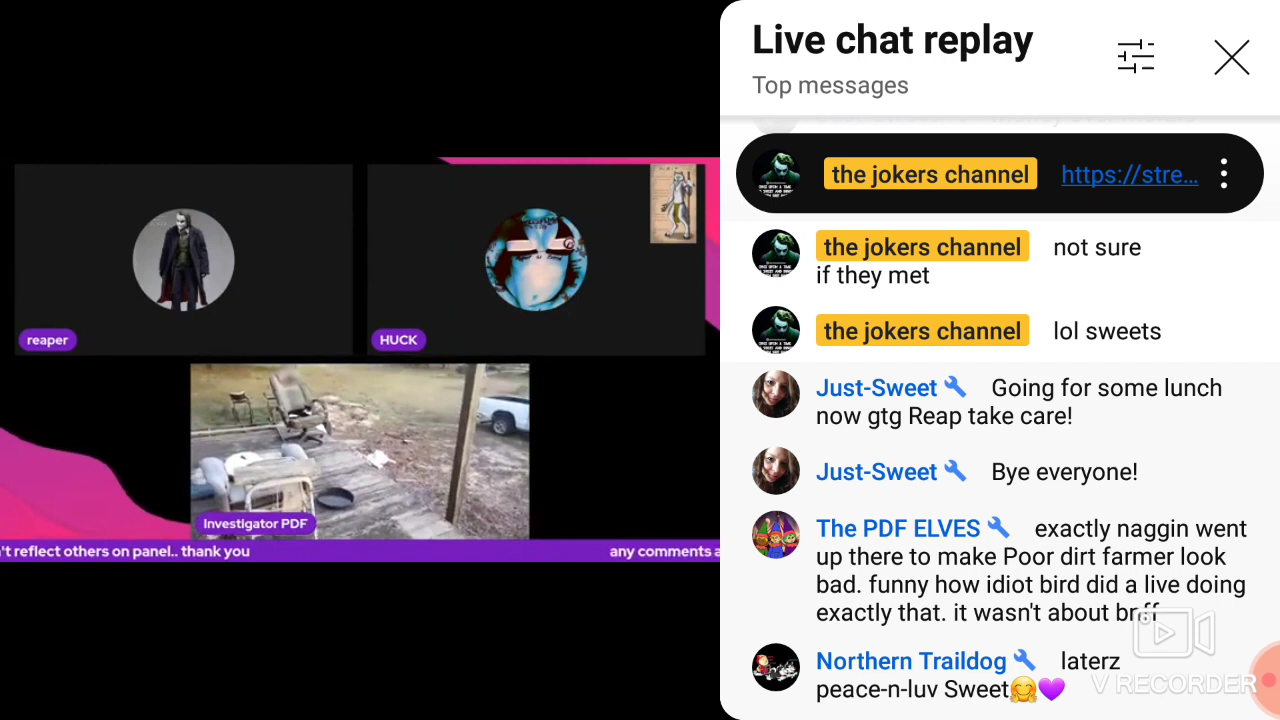 Live chat replay
Top messages
the jokers channel https://stre...
the jokers channel not sure
if they met
the jokers channel lol sweets
Just-Sweet Going for some lunch
now gtg Reap take care!
Just-Sweet Bye everyone!
The PDF ELVES exactly naggin went
up there to make Poor dirt farmer look
bad. funny how idiot bird did a live doing
exactly that. it wasn't about bnff
Northern Traildog laterz
peace-n-luv Sweet🤗💜
reaper
HUCK
Investigator PDF
't reflect others on panel.. thank you any comments a
V RECORDER